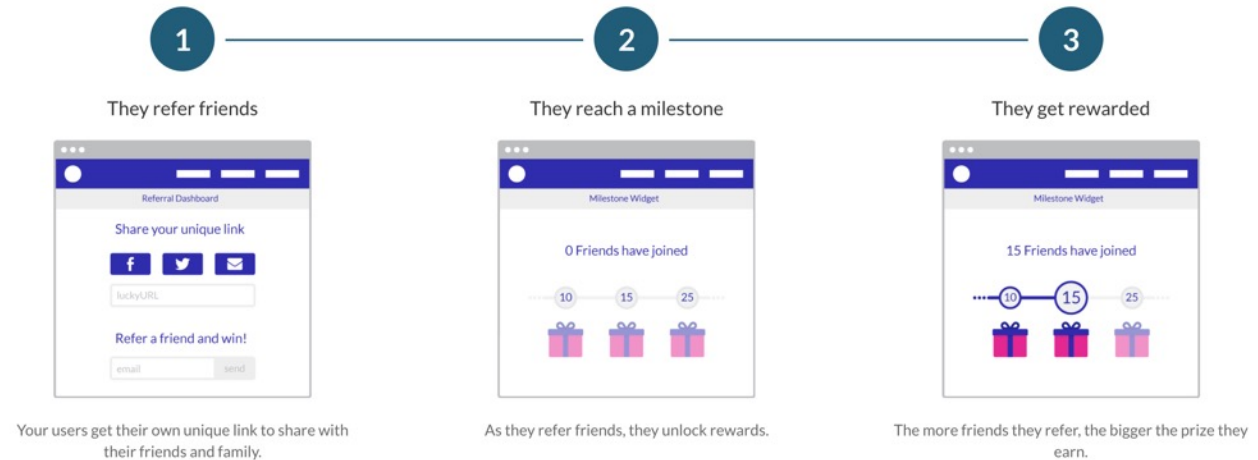 1
2
3
They refer friends
They reach a milestone
They get rewarded
Referral Dashboard
Share your unique link
f
luckyURL
Refer a friend and win!
email
send
Your users get their own unique link to share with
their friends and family.
Milestone Widget
0 Friends have joined
10 15 25
As they refer friends, they unlock rewards.
Milestone Widget
15 Friends have joined
10 15 25
The more friends they refer, the bigger the prize they
earn.